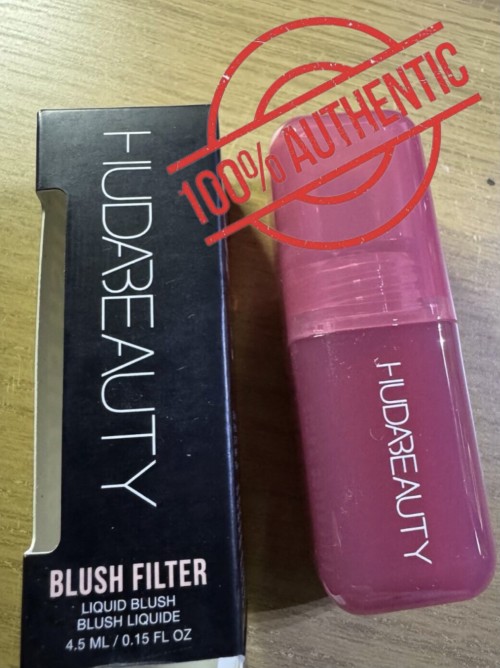 100% AUTHENTIC
HUDABEAUTY
HUDABEAUTY
BLUSH FILTER
LIQUID BLUSH
BLUSH LIQUIDE
4.5 ML / 0.15 FL OZ